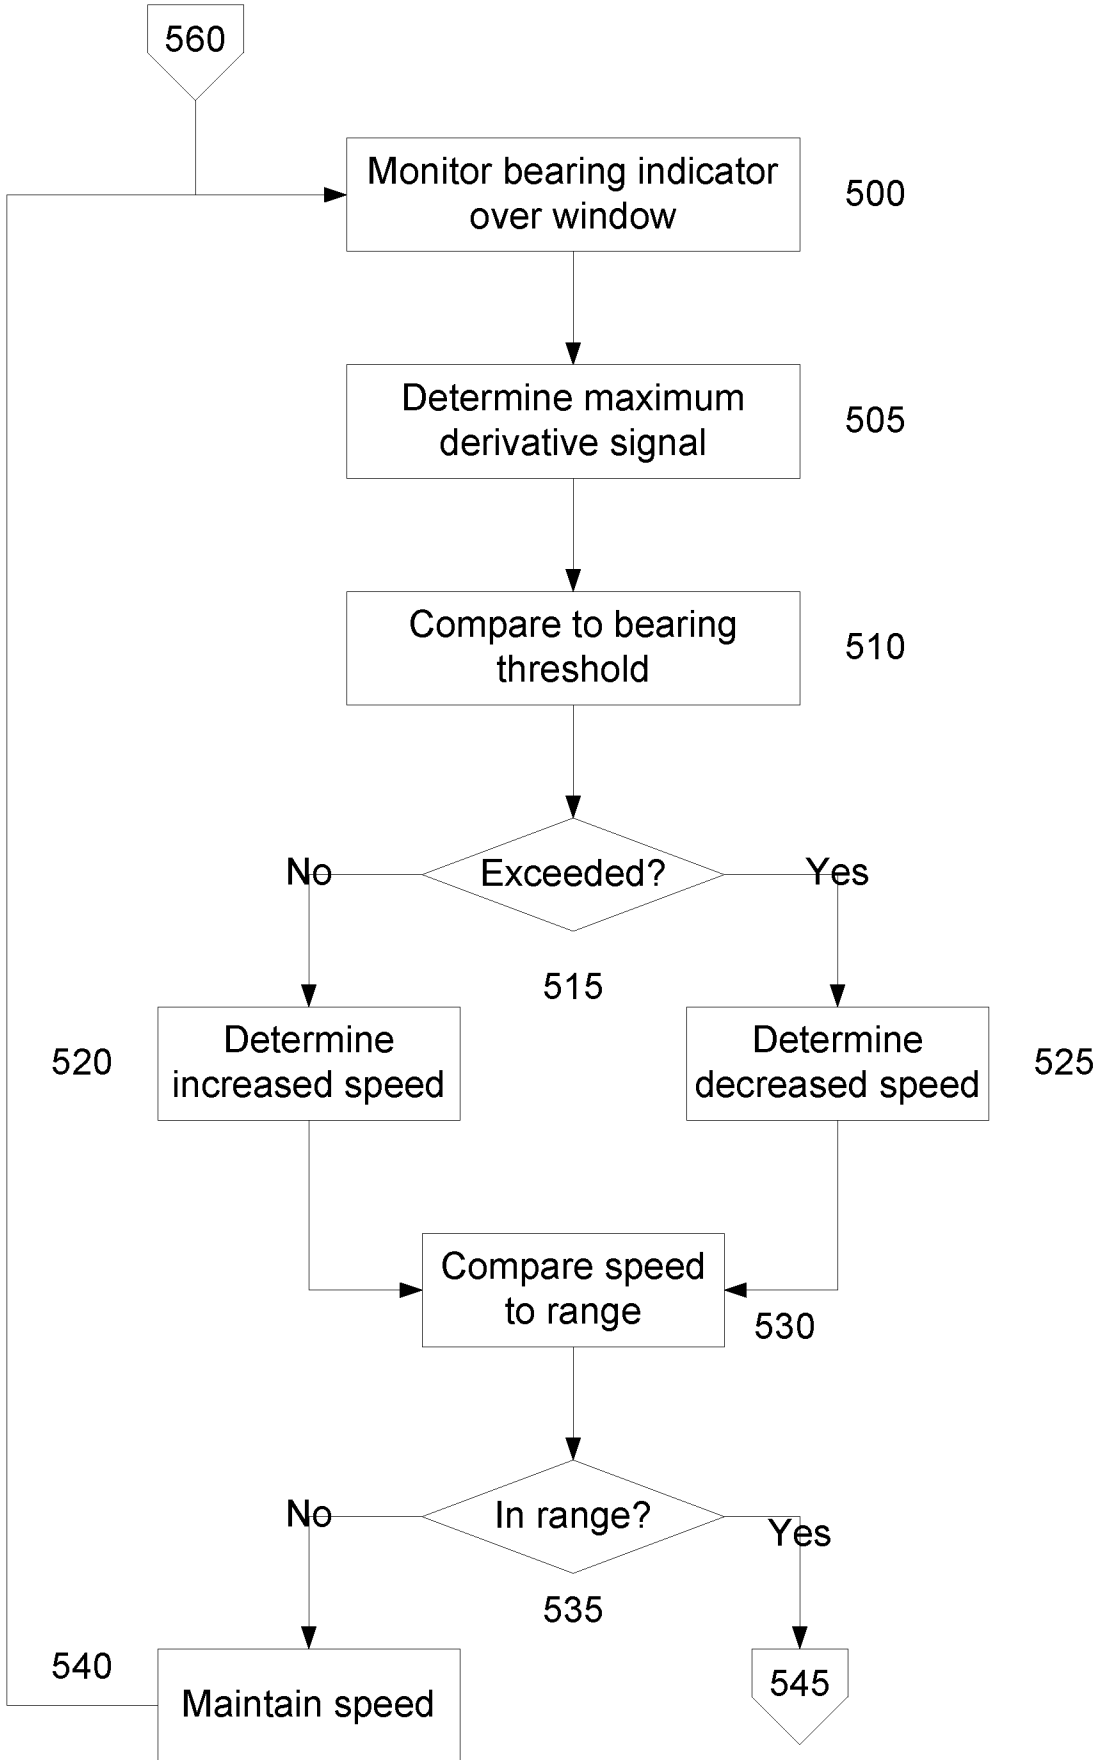 560
Monitor bearing indicator
over window
500
Determine maximum
derivative signal
505
Compare to bearing
threshold
510
No
Exceeded?
Yes
515
520
Determine
increased speed
Determine
decreased speed
525
Compare speed
to range
530
No
In range?
Yes
535
540
Maintain speed
545